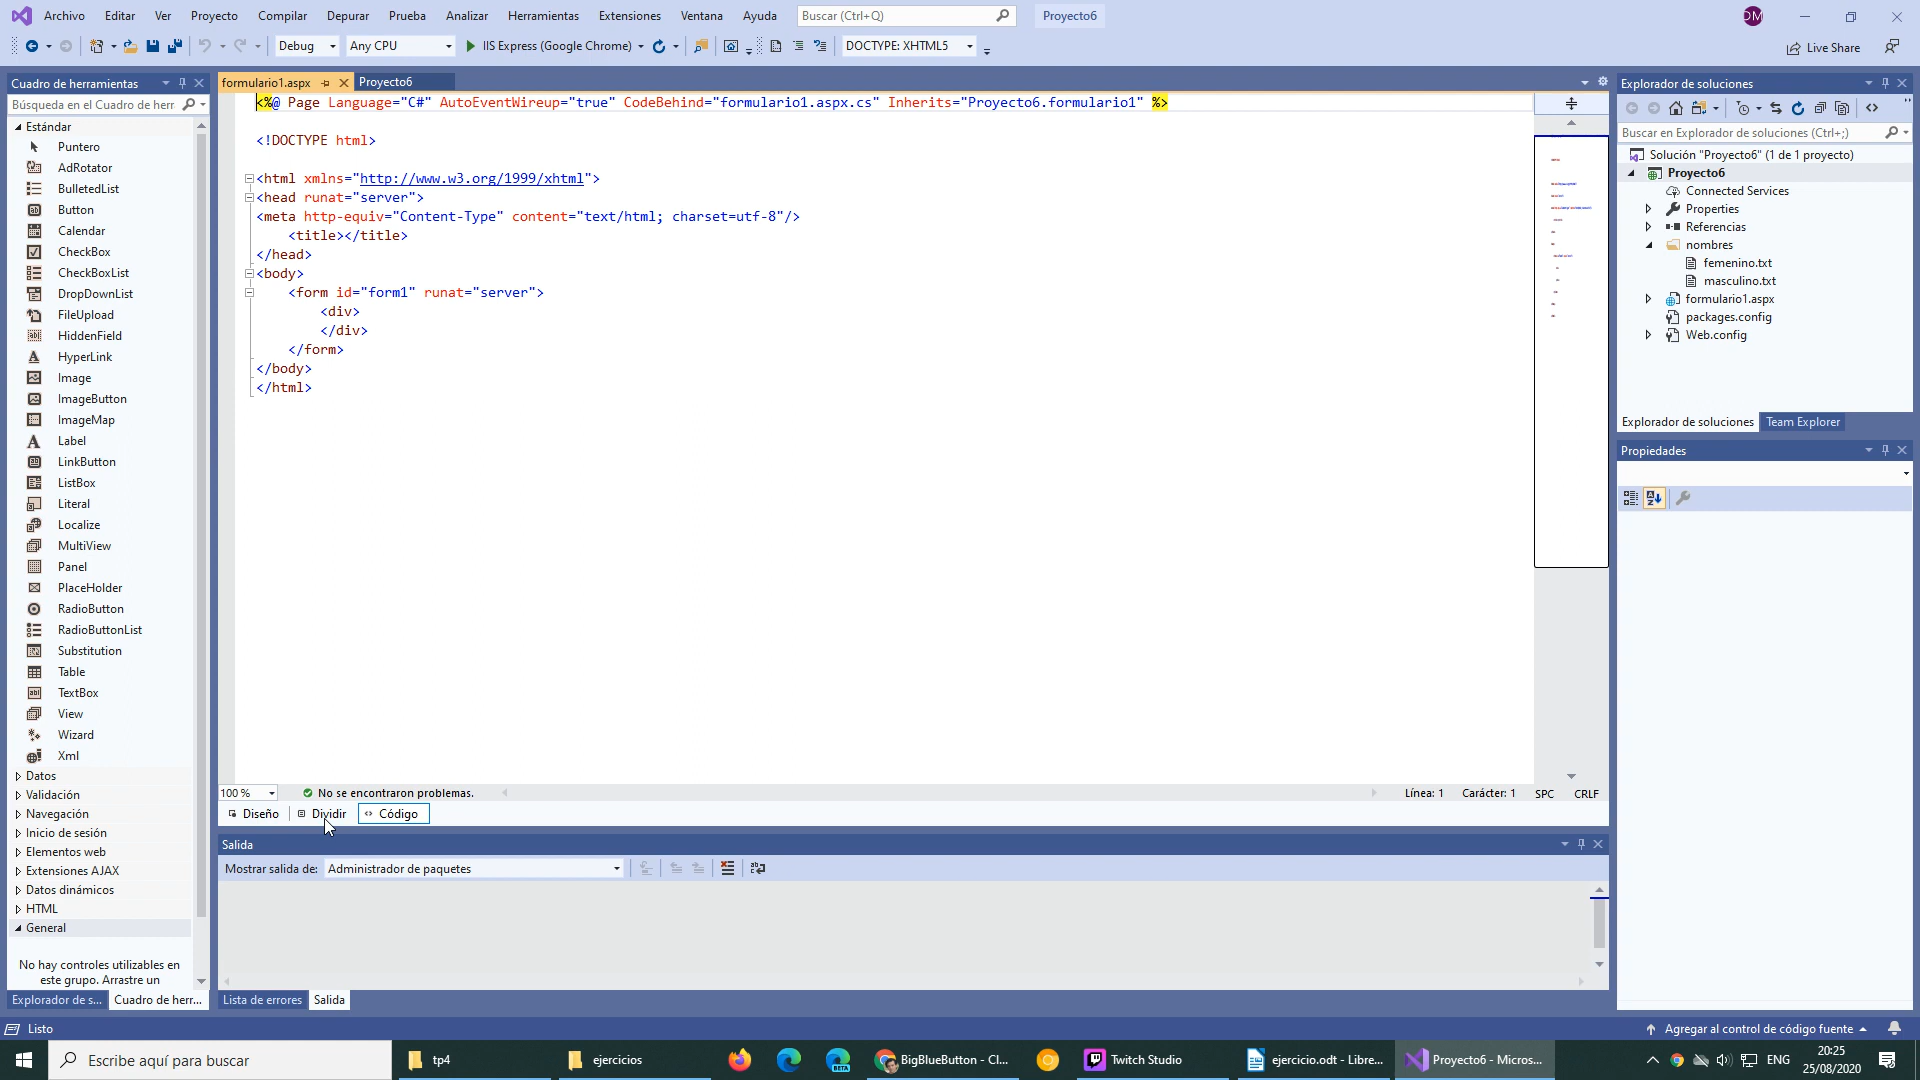 Archivo Editar Ver Proyecto Compilar Depurar Prueba Analizar Herramientas Extensiones Ventana Ayuda Buscar (Ctrl+Q) Proyecto6 DM
Debug Any CPU IIS Express (Google Chrome) DOCTYPE: XHTML5 Live Share
Cuadro de herramientas
Búsqueda en el Cuadro de herr
Estándar
Puntero
AdRotator
BulletedList
Button
Calendar
CheckBox
CheckBoxList
DropDownList
FileUpload
HiddenField
HyperLink
Image
ImageButton
ImageMap
Label
LinkButton
ListBox
Literal
Localize
MultiView
Panel
PlaceHolder
RadioButton
RadioButtonList
Substitution
Table
TextBox
View
Wizard
Xml
Datos
Validación
Navegación
Inicio de sesión
Elementos web
Extensiones AJAX
Datos dinámicos
HTML
General
No hay controles utilizables en
este grupo. Arrastre un
Explorador de s... Cuadro de herr...
formulario1.aspx Proyecto6
<%@ Page Language="C#" AutoEventWireup="true" CodeBehind="formulario1.aspx.cs" Inherits="Proyecto6.formulario1" %>
<!DOCTYPE html>
<html xmlns="http://www.w3.org/1999/xhtml">
<head runat="server">
<meta http-equiv="Content-Type" content="text/html; charset=utf-8"/>
<title></title>
</head>
<body>
<form id="form1" runat="server">
<div>
</div>
</form>
</body>
</html>
100 % No se encontraron problemas. Línea: 1 Carácter: 1 SPC CRLF
Diseño Dividir Código
Salida
Mostrar salida de: Administrador de paquetes
Lista de errores Salida
Explorador de soluciones
Buscar en Explorador de soluciones (Ctrl+;)
Solución "Proyecto6" (1 de 1 proyecto)
Proyecto6
Connected Services
Properties
Referencias
nombres
femenino.txt
masculino.txt
formulario1.aspx
packages.config
Web.config
Explorador de soluciones Team Explorer
Propiedades
Listo Agregar al control de código fuente
Escribe aquí para buscar tp4 ejercicios BETA BigBlueButton - Cl... Twitch Studio ejercicio.odt - Libre... Proyecto6 - Micros... ENG
20:25
25/08/2020